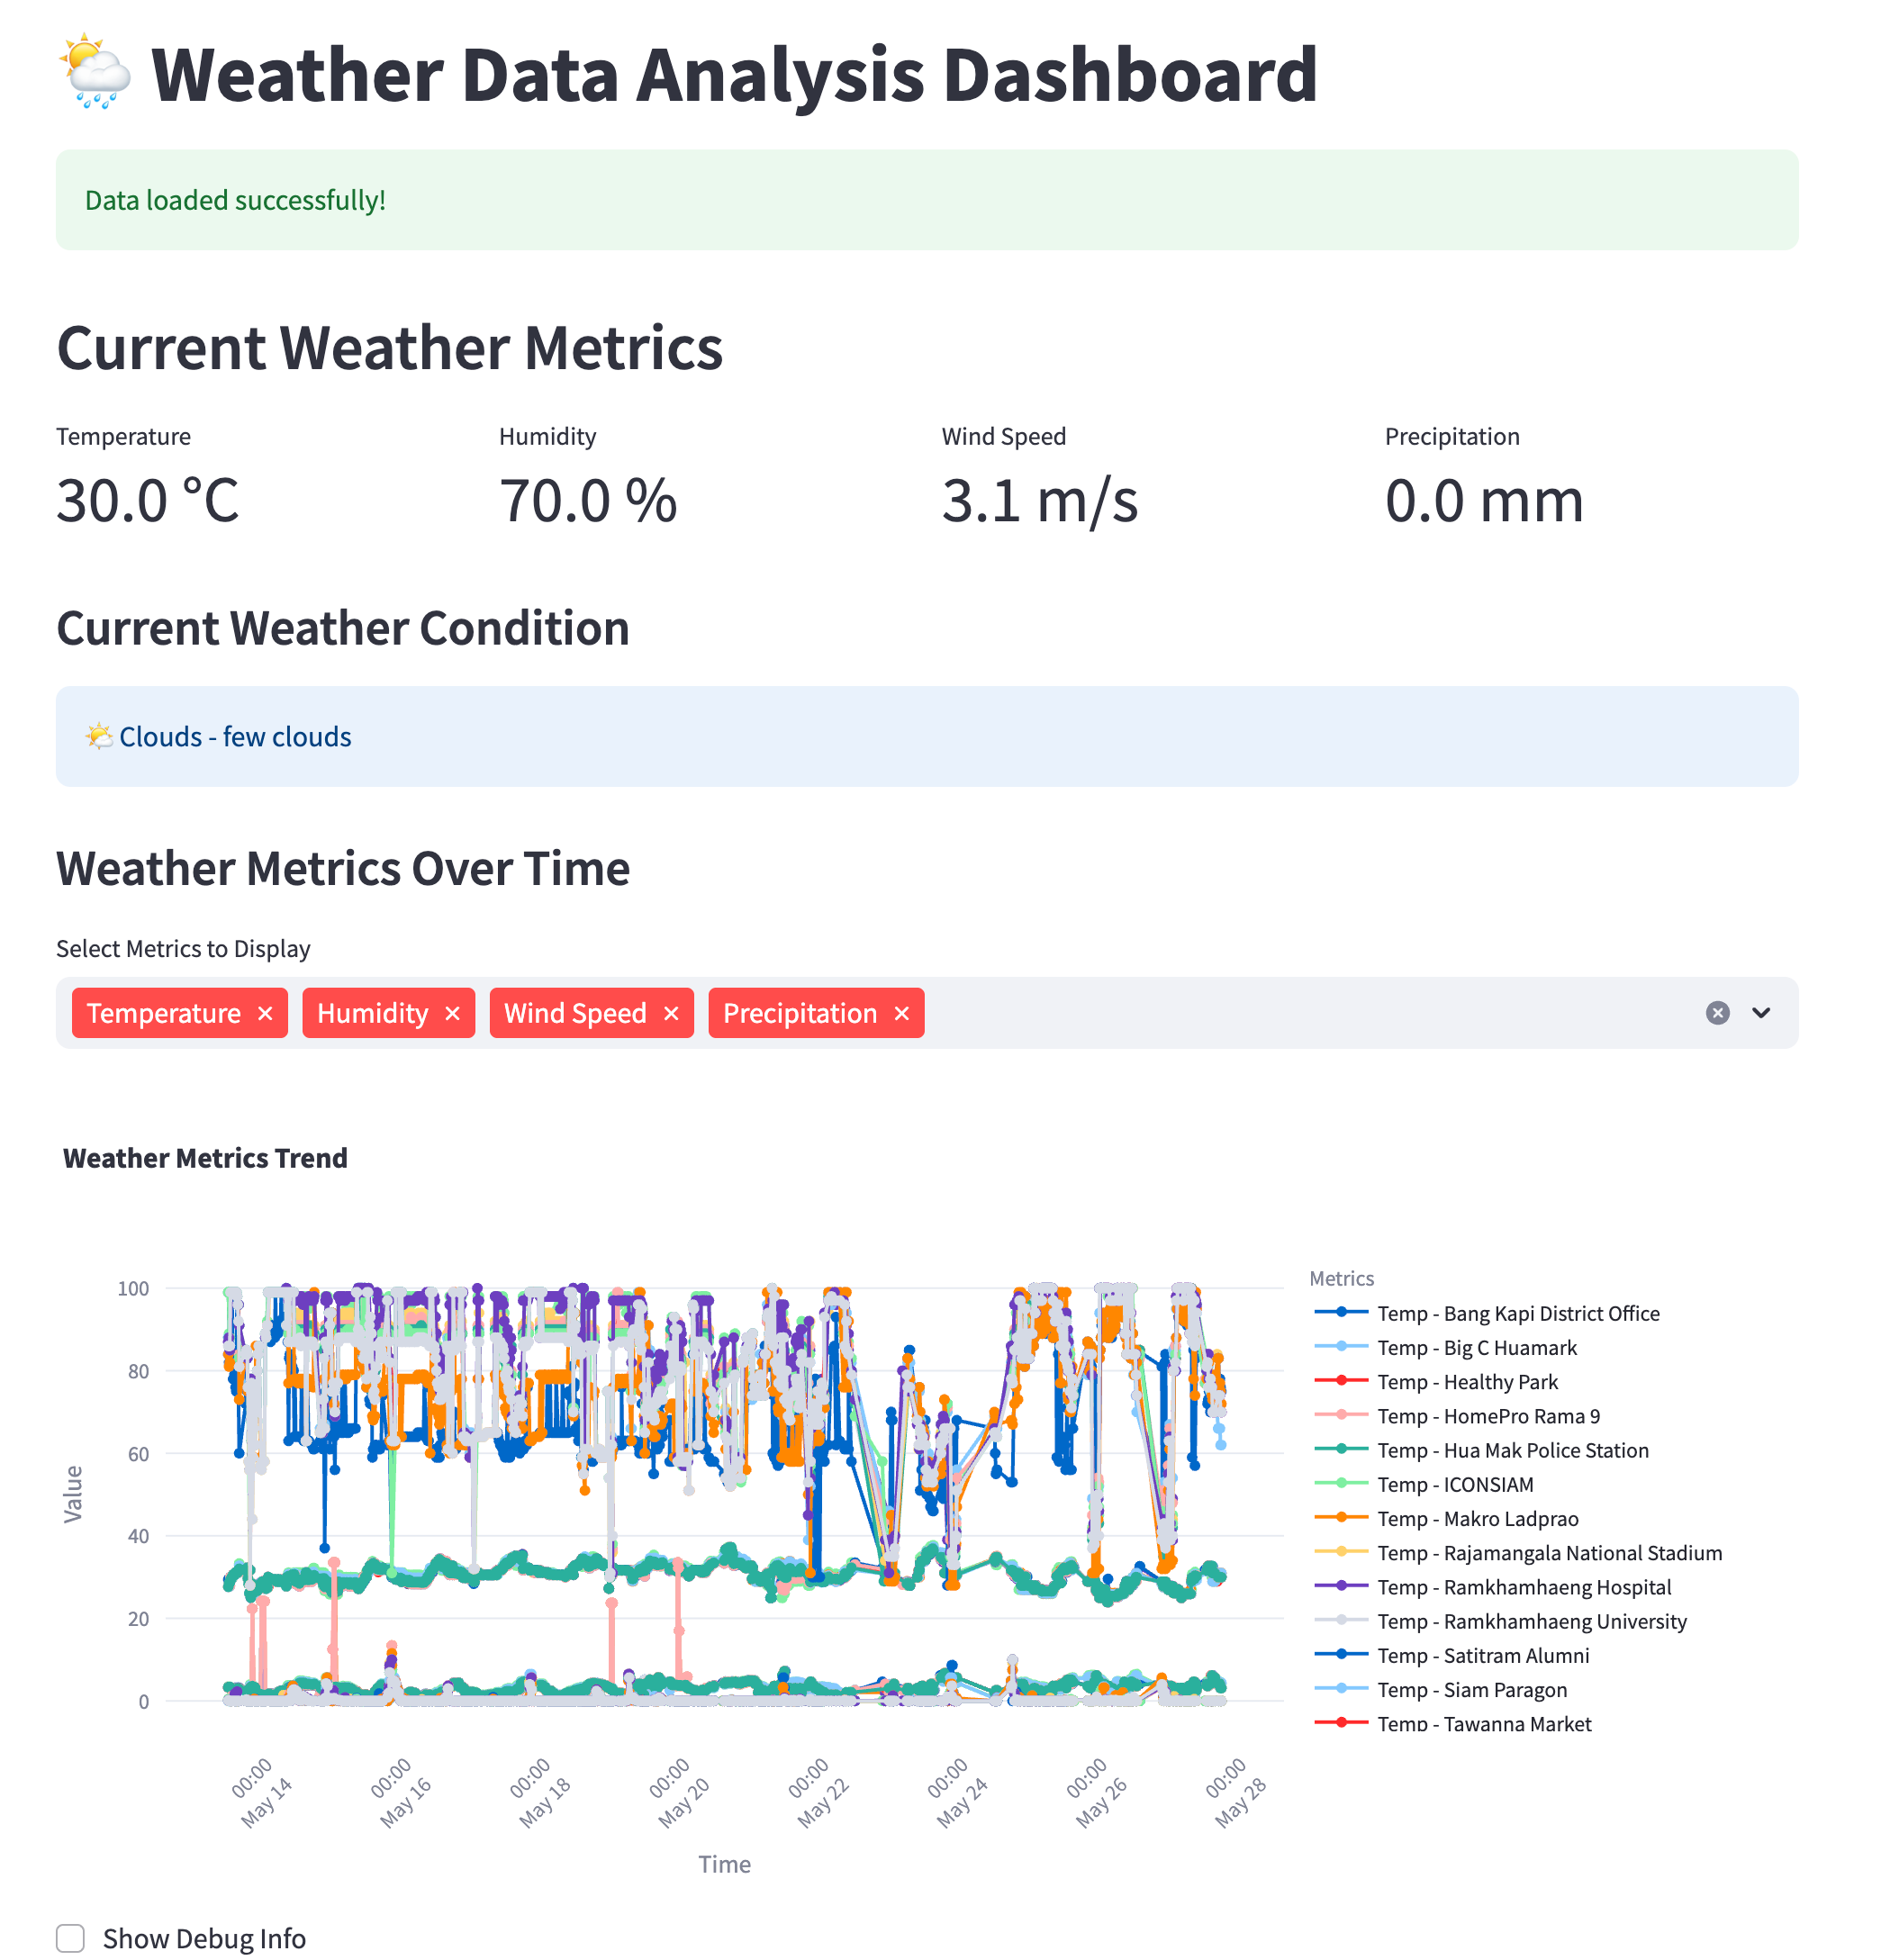 Weather Data Analysis Dashboard
Data loaded successfully!
Current Weather Metrics
Temperature
30.0 °C
Humidity
70.0 %
Wind Speed
3.1 m/s
Precipitation
0.0 mm
Current Weather Condition
Clouds - few clouds
Weather Metrics Over Time
Select Metrics to Display
Temperature
Humidity
Wind Speed
Precipitation
Weather Metrics Trend
Value
100
80
60
40
20
0
00:00
May 14
00:00
May 16
00:00
May 18
00:00
May 20
00:00
May 22
00:00
May 24
00:00
May 26
00:00
May 28
Time
Metrics
Temp - Bang Kapi District Office
Temp - Big C Huamark
Temp - Healthy Park
Temp - HomePro Rama 9
Temp - Hua Mak Police Station
Temp - ICONSIAM
Temp - Makro Ladprao
Temp - Rajamangala National Stadium
Temp - Ramkhamhaeng Hospital
Temp - Ramkhamhaeng University
Temp - Satitram Alumni
Temp - Siam Paragon
Temp - Tawanna Market
Show Debug Info